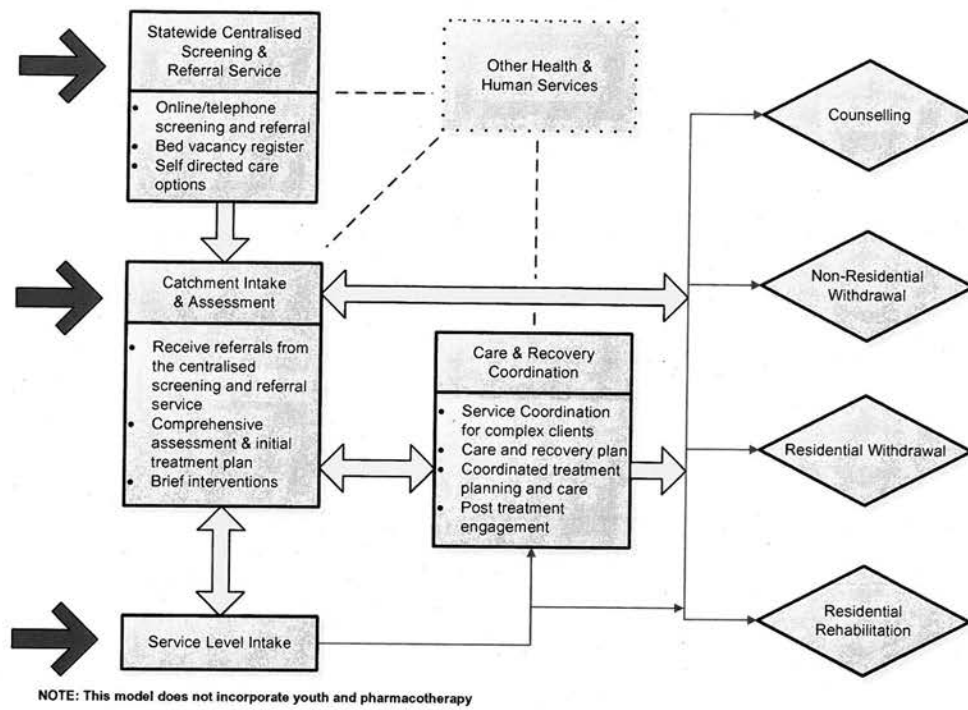 Statewide Centralised
Screening &
Referral Service
• Online/telephone
screening and referral
• Bed vacancy register
• Self directed care
options
Other Health &
Human Services
Counselling
Catchment Intake
& Assessment
• Receive referrals from
the centralised
screening and referral
service
• Comprehensive
assessment & initial
treatment plan
• Brief interventions
Non-Residential
Withdrawal
Care & Recovery
Coordination
• Service Coordination
for complex clients
• Care and recovery plan
• Coordinated treatment
planning and care
• Post treatment
engagement
Residential Withdrawal
Service Level Intake
Residential
Rehabilitation
NOTE: This model does not incorporate youth and pharmacotherapy